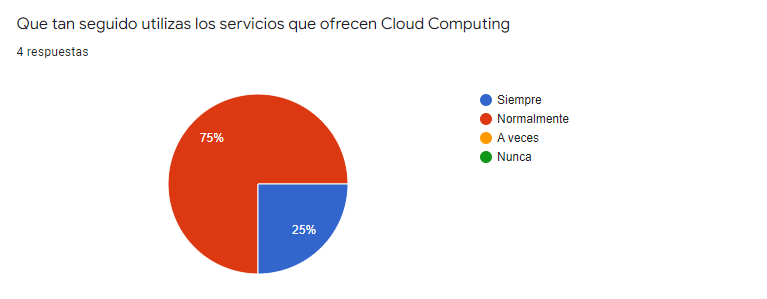 Que tan seguido utilizas los servicios que ofrecen Cloud Computing
4 respuestas
Siempre
Normalmente
A veces
Nunca
75%
25%